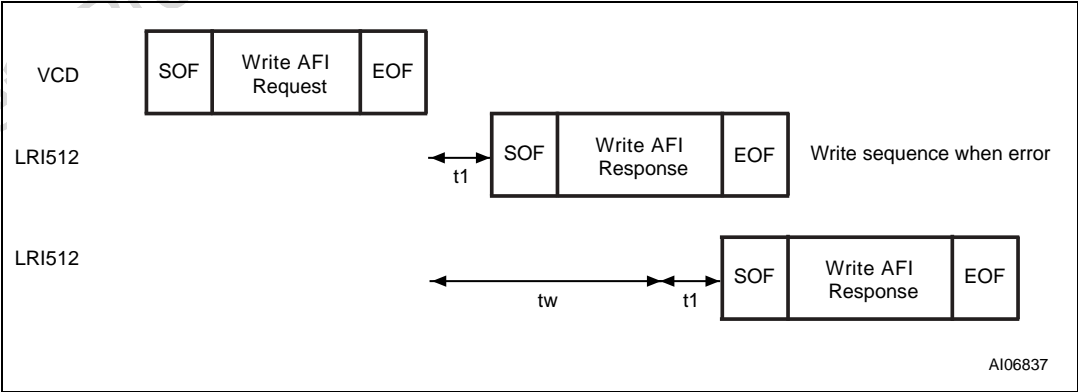 VCD
SOF
Write AFI
Request
EOF
LRI512
t1
SOF
Write AFI
Response
EOF
Write sequence when error
LRI512
tw
t1
SOF
Write AFI
Response
EOF
AI06837